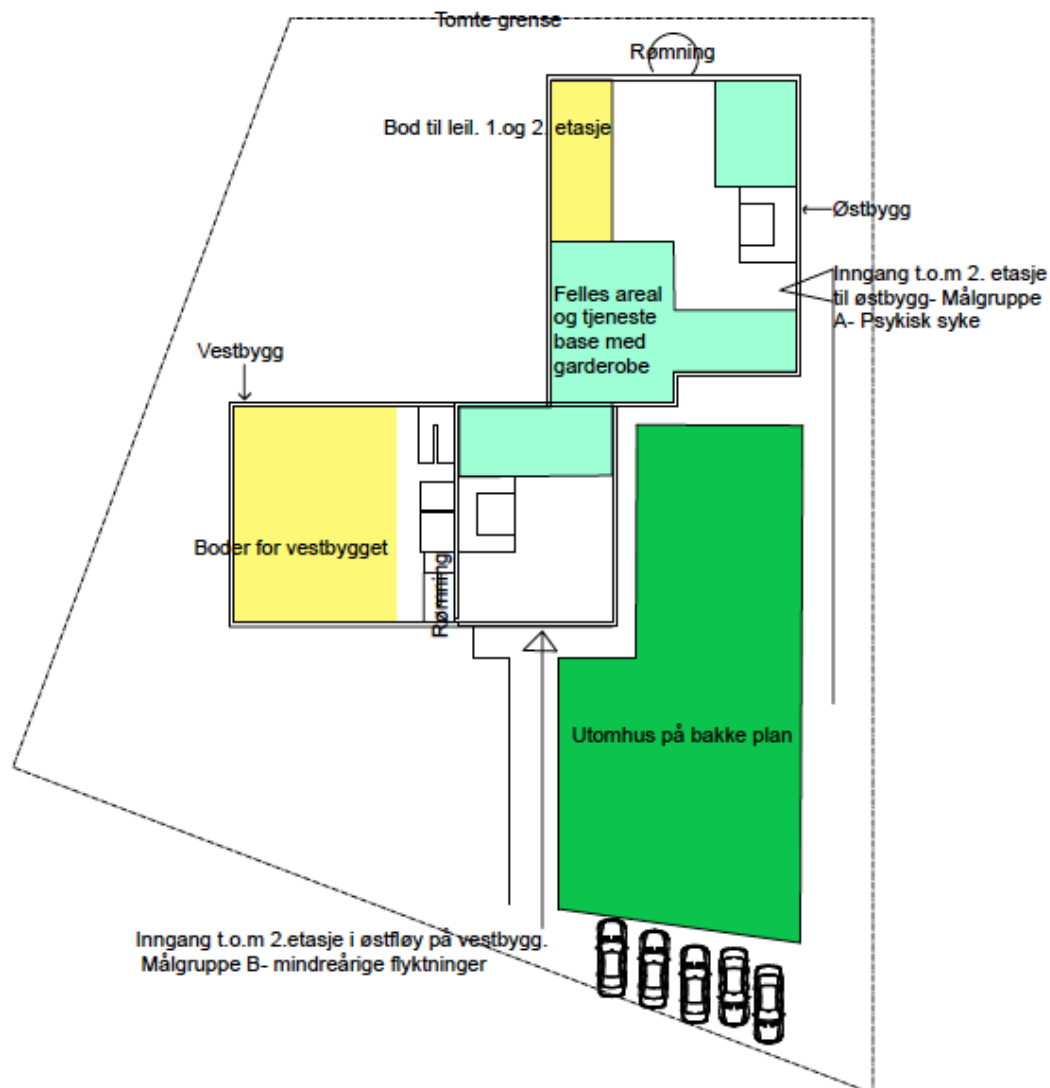 Tomte grense
Rømning
Bod til leil. 1.og 2. etasje
Østbygg
Inngang t.o.m 2. etasje
til østbygg- Målgruppe
A- Psykisk syke
Felles areal
og tjeneste
base med
garderobe
Vestbygg
Boder for vestbygget
Rømning
Utomhus på bakke plan
Inngang t.o.m 2.etasje i østfløy på vestbygg.
Målgruppe B- mindreårige flyktninger